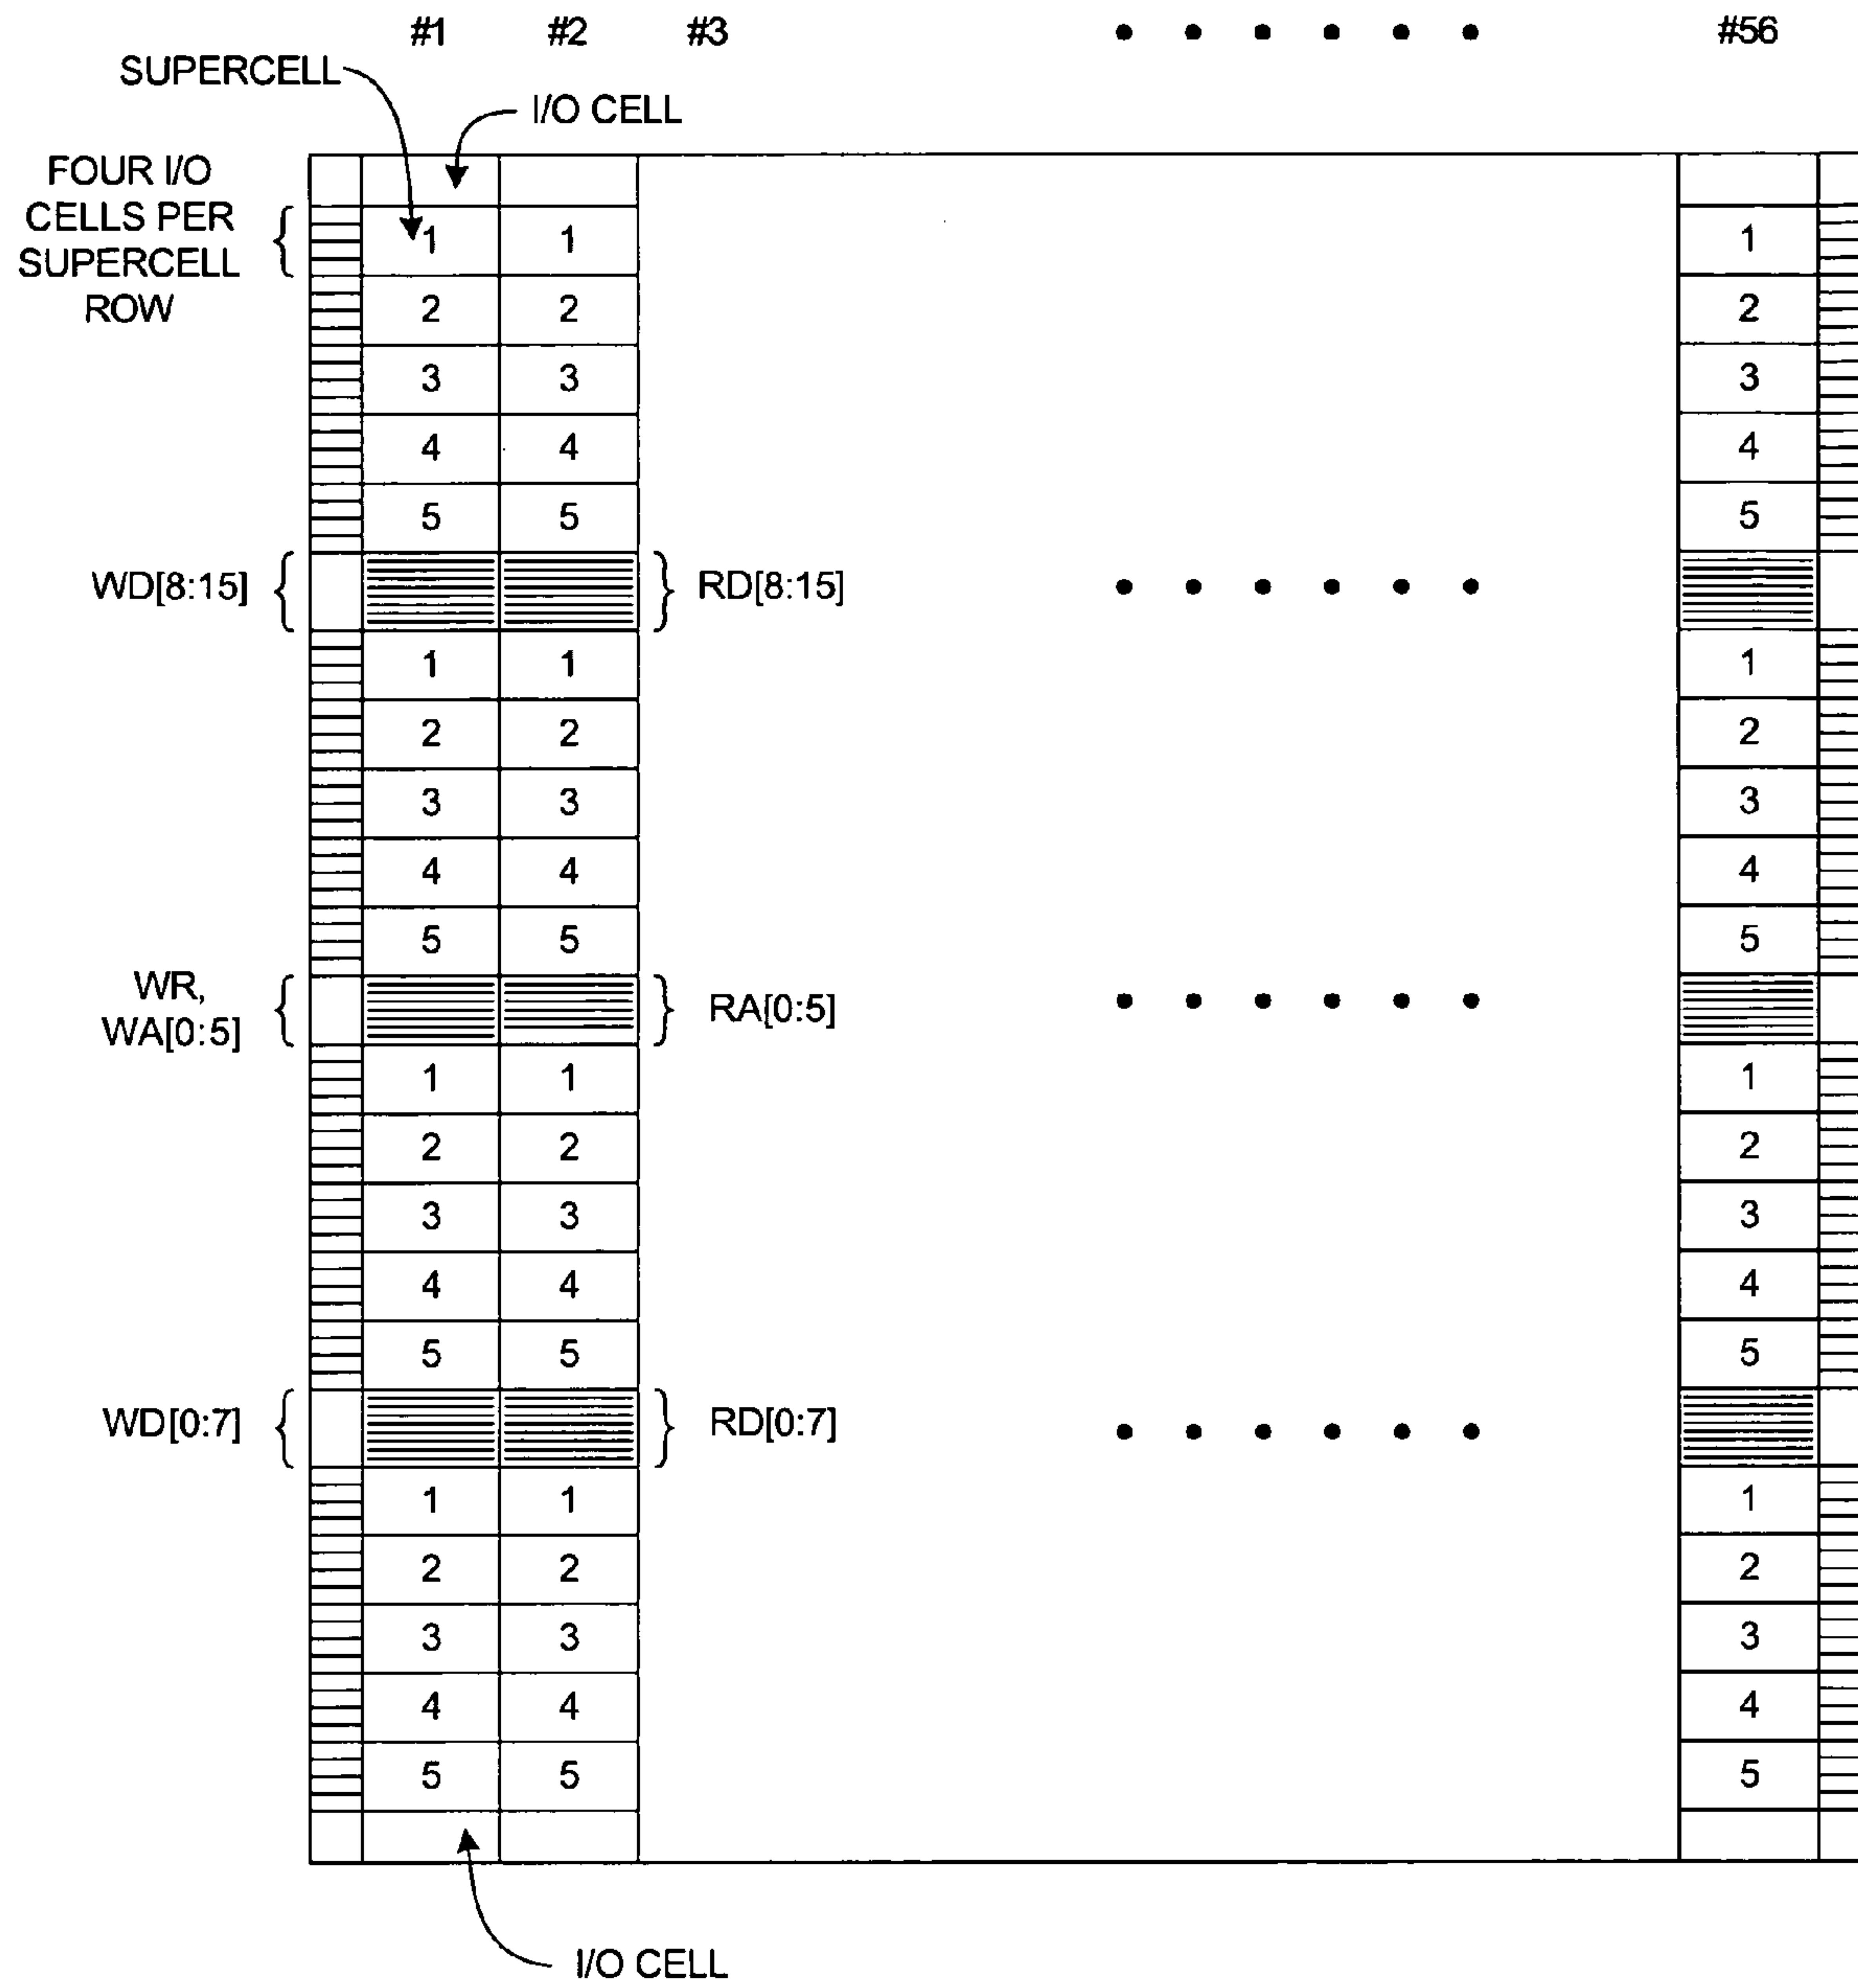 #1 #2 #3 • • • • • • #56
SUPERCELL
I/O CELL
FOUR I/O
CELLS PER
SUPERCELL
ROW
1 1 1
2 2 2
3 3 3
4 4 4
5 5 5
WD[8:15] RD[8:15] • • • • • •
1 1 1
2 2 2
3 3 3
4 4 4
5 5 5
WR,
WA[0:5] RA[0:5] • • • • • •
1 1 1
2 2 2
3 3 3
4 4 4
5 5 5
WD[0:7] RD[0:7] • • • • • •
1 1 1
2 2 2
3 3 3
4 4 4
5 5 5
I/O CELL